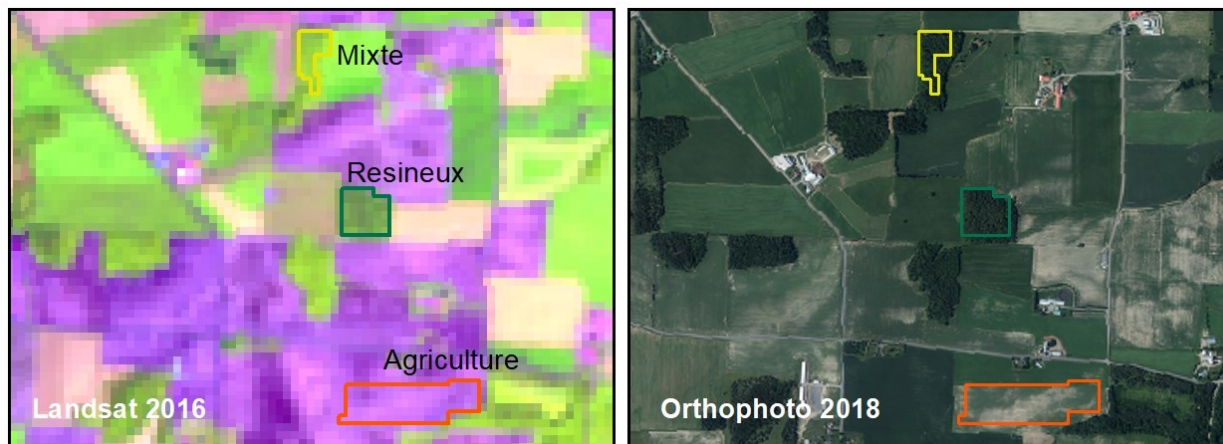 Mixte
Resineux
Agriculture
Landsat 2016
Orthophoto 2018